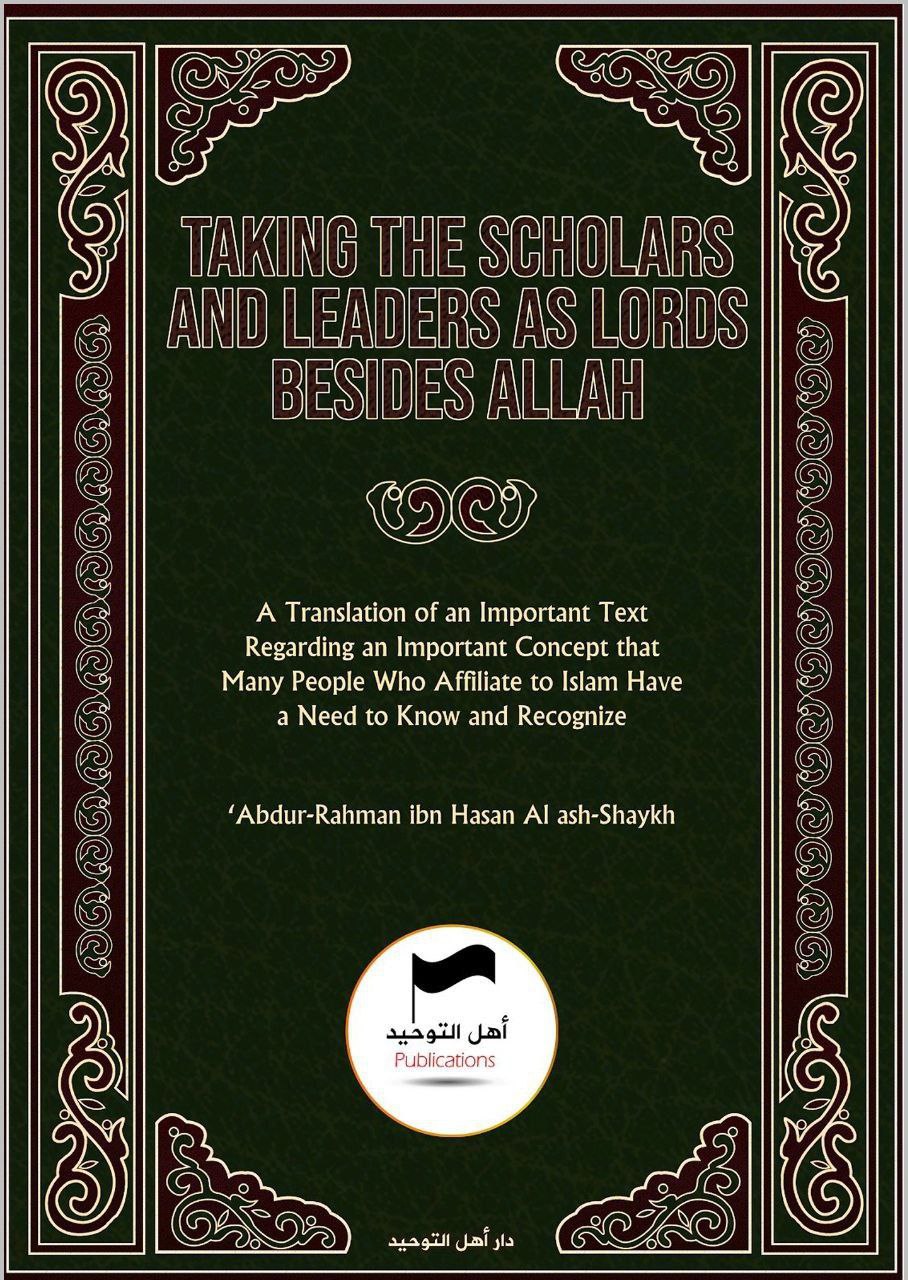 TAKING THE SCHOLARS
AND LEADERS AS LORDS
BESIDES ALLAH
A Translation of an Important Text
Regarding an Important Concept that
Many People Who Affiliate to Islam Have
a Need to Know and Recognize
‘Abdur-Rahman ibn Hasan Al ash-Shaykh
أهل التوحيد
Publications
دار أهل التوحيد